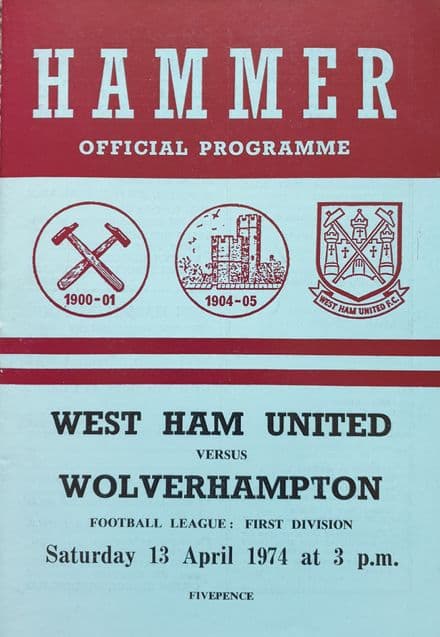 HAMMER
OFFICIAL PROGRAMME
1900-01
1904-05
WEST HAM UNITED F.C.
WEST HAM UNITED
VERSUS
WOLVERHAMPTON
FOOTBALL LEAGUE: FIRST DIVISION
Saturday 13 April 1974 at 3 p.m.
FIVEPENCE